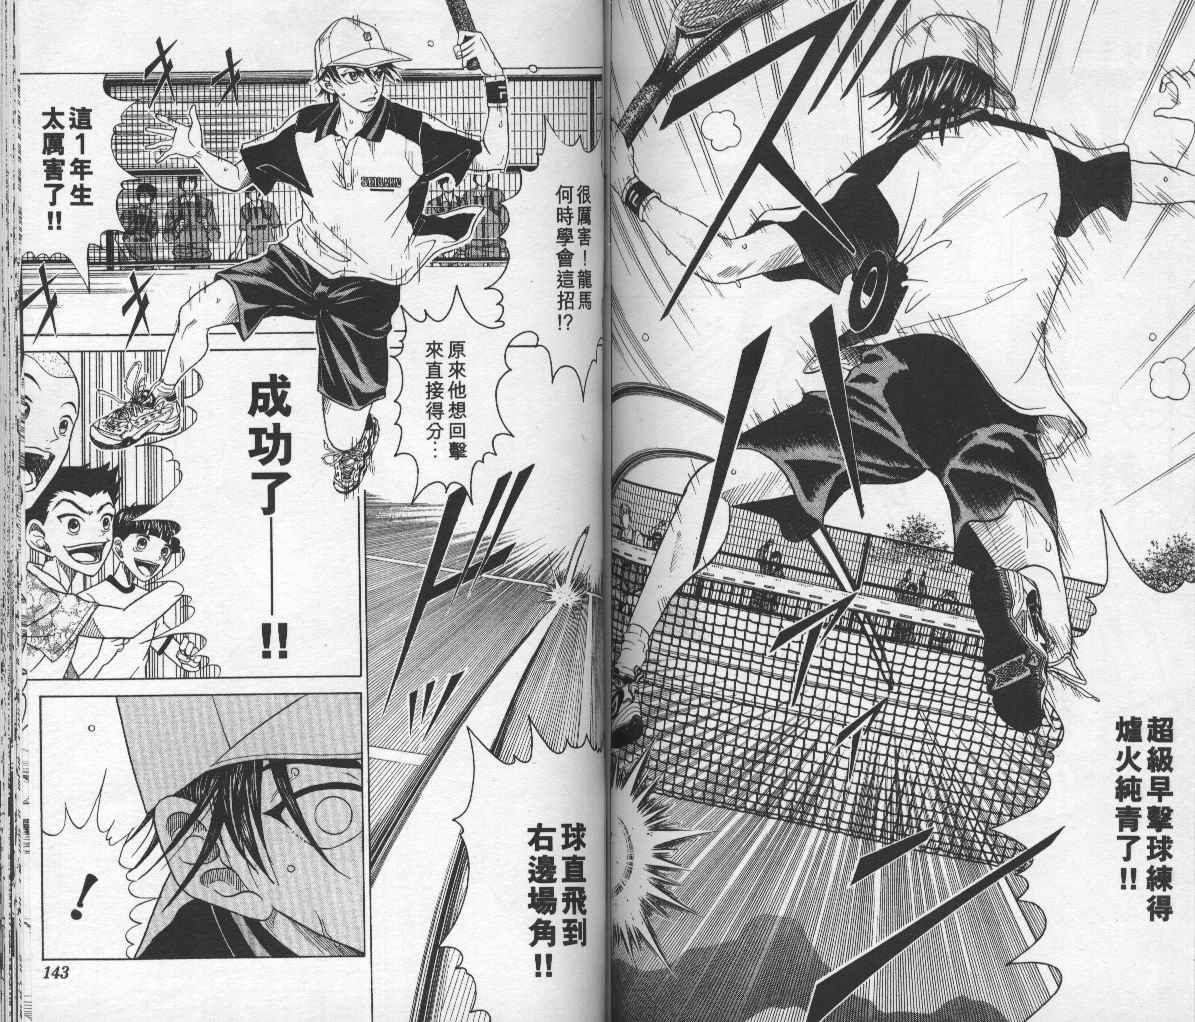 超級早擊球練得
爐火純青了!!
很厲害！龍馬
何時學會這招!?
原來他想回擊
來直接得分…
這1年生
太厲害了!!
成功了——!!
球直飛到
右邊場角!!
!
143